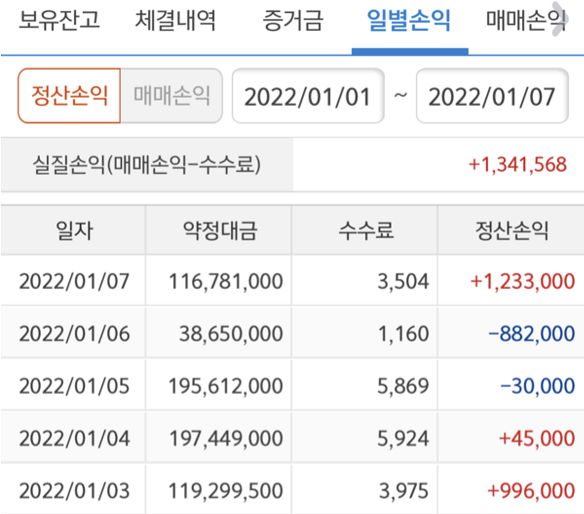 보유잔고 체결내역 증거금 일별손익 매매손익
정산손익 매매손익 2022/01/01 ~ 2022/01/07
실질손익(매매손익-수수료) +1,341,568
일자 약정대금 수수료 정산손익
2022/01/07 116,781,000 3,504 +1,233,000
2022/01/06 38,650,000 1,160 -882,000
2022/01/05 195,612,000 5,869 -30,000
2022/01/04 197,449,000 5,924 +45,000
2022/01/03 119,299,500 3,975 +996,000